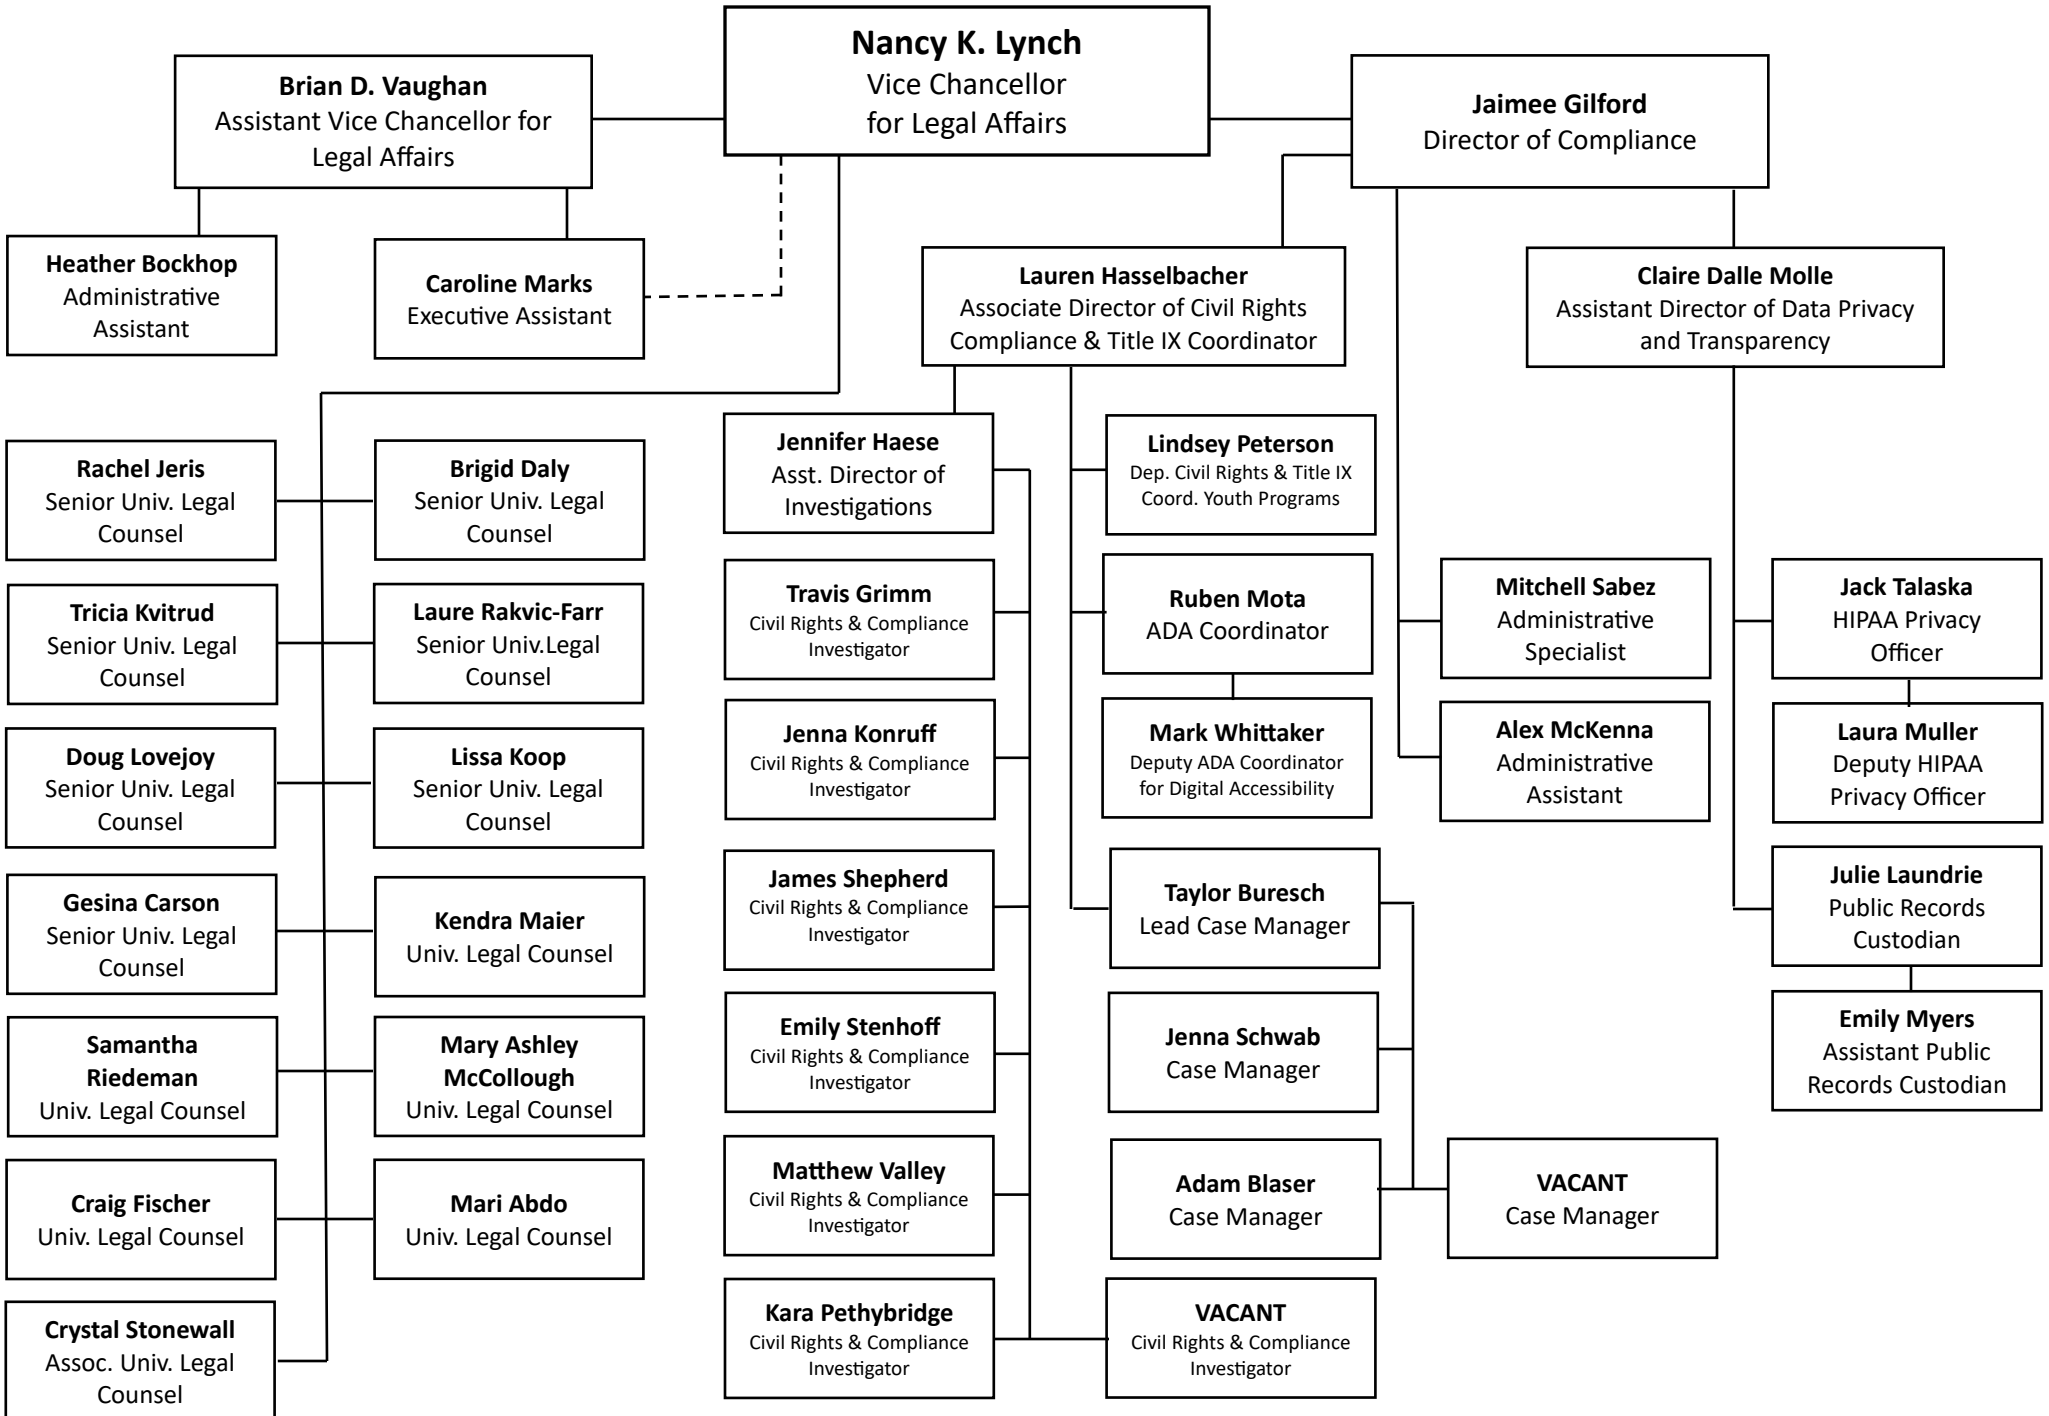 Nancy K. Lynch
Vice Chancellor
for Legal Affairs
Brian D. Vaughan
Assistant Vice Chancellor for
Legal Affairs
Jaimee Gilford
Director of Compliance
Heather Bockhop
Administrative
Assistant
Caroline Marks
Executive Assistant
Lauren Hasselbacher
Associate Director of Civil Rights
Compliance & Title IX Coordinator
Claire Dalle Molle
Assistant Director of Data Privacy
and Transparency
Rachel Jeris
Senior Univ. Legal
Counsel
Brigid Daly
Senior Univ. Legal
Counsel
Tricia Kvitrud
Senior Univ. Legal
Counsel
Laure Rakvic-Farr
Senior Univ.Legal
Counsel
Doug Lovejoy
Senior Univ. Legal
Counsel
Lissa Koop
Senior Univ. Legal
Counsel
Gesina Carson
Senior Univ. Legal
Counsel
Kendra Maier
Univ. Legal Counsel
Samantha
Riedeman
Univ. Legal Counsel
Mary Ashley
McCollough
Univ. Legal Counsel
Craig Fischer
Univ. Legal Counsel
Mari Abdo
Univ. Legal Counsel
Crystal Stonewall
Assoc. Univ. Legal
Counsel
Jennifer Haese
Asst. Director of
Investigations
Travis Grimm
Civil Rights & Compliance
Investigator
Jenna Konruff
Civil Rights & Compliance
Investigator
James Shepherd
Civil Rights & Compliance
Investigator
Emily Stenhoff
Civil Rights & Compliance
Investigator
Matthew Valley
Civil Rights & Compliance
Investigator
Kara Pethybridge
Civil Rights & Compliance
Investigator
VACANT
Civil Rights & Compliance
Investigator
Lindsey Peterson
Dep. Civil Rights & Title IX
Coord. Youth Programs
Ruben Mota
ADA Coordinator
Mark Whittaker
Deputy ADA Coordinator
for Digital Accessibility
Taylor Buresch
Lead Case Manager
Jenna Schwab
Case Manager
Adam Blaser
Case Manager
VACANT
Case Manager
Mitchell Sabez
Administrative
Specialist
Alex McKenna
Administrative
Assistant
Jack Talaska
HIPAA Privacy
Officer
Laura Muller
Deputy HIPAA
Privacy Officer
Julie Laundrie
Public Records
Custodian
Emily Myers
Assistant Public
Records Custodian